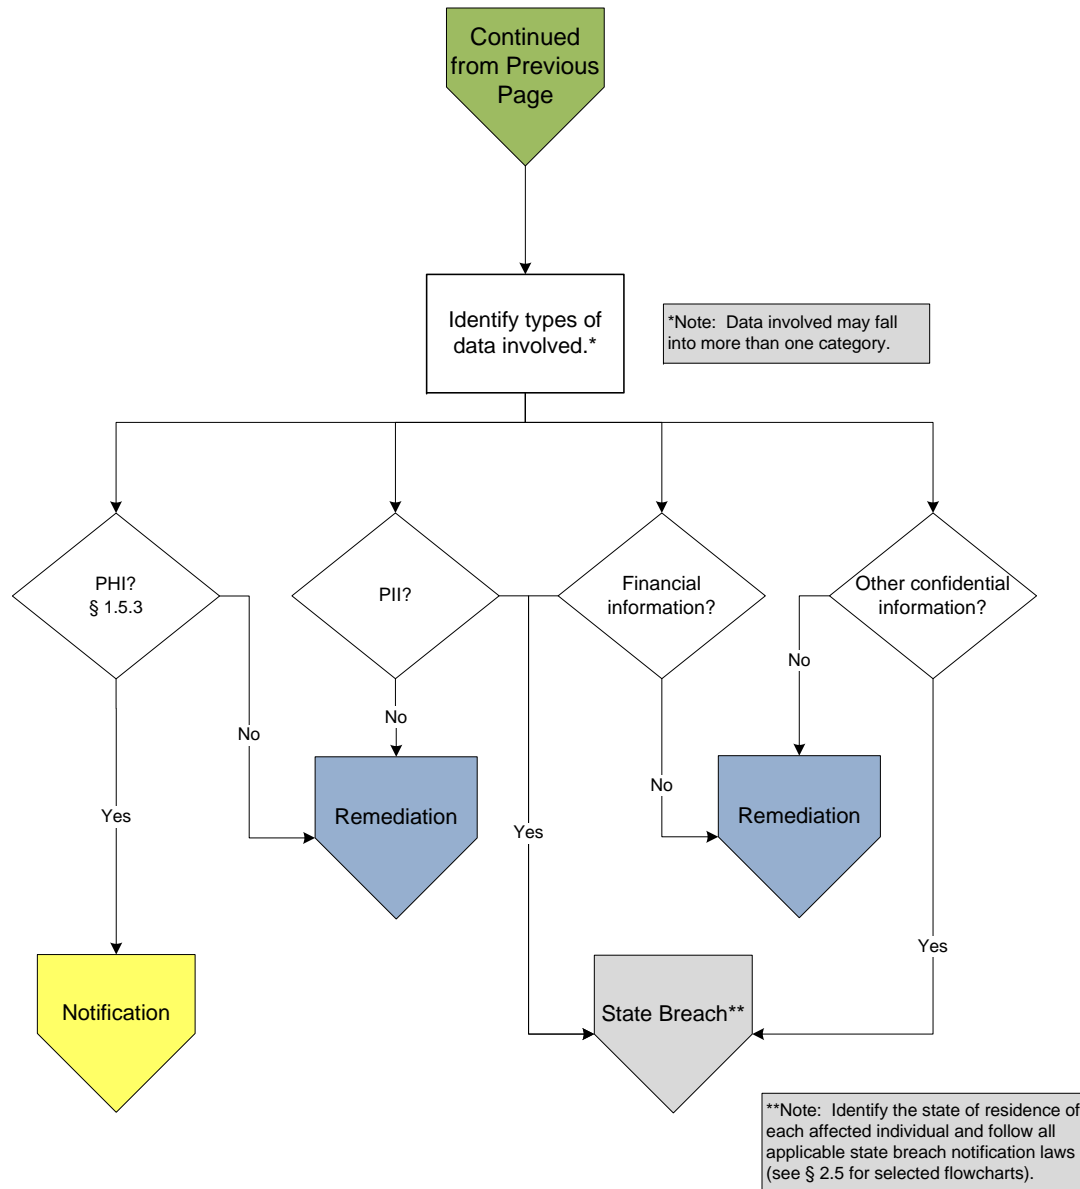 Continued
from Previous
Page
Identify types of
data involved.*
*Note:  Data involved may fall
into more than one category.
PHI?
§ 1.5.3
PII?
Financial
information?
Other confidential
information?
No
No
No
No
Yes
Yes
Yes
Remediation
Remediation
Notification
State Breach**
**Note:  Identify the state of residence of
each affected individual and follow all
applicable state breach notification laws
(see § 2.5 for selected flowcharts).